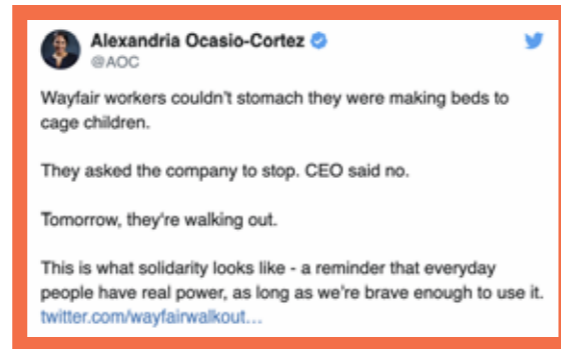 Alexandria Ocasio-Cortez
@AOC
Wayfair workers couldn't stomach they were making beds to
cage children.
They asked the company to stop. CEO said no.
Tomorrow, they're walking out.
This is what solidarity looks like - a reminder that everyday
people have real power, as long as we're brave enough to use it.
twitter.com/wayfairwalkout…